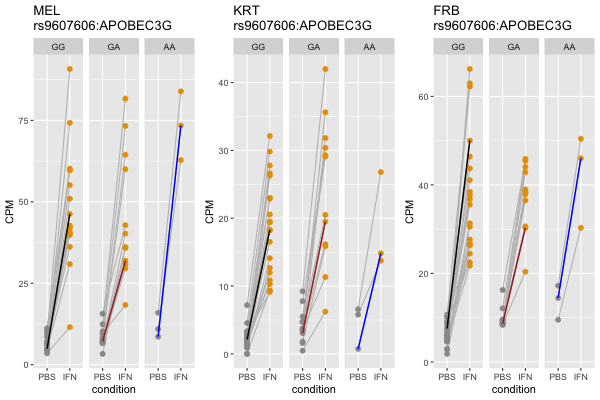 MEL
rs9607606:APOBEC3G
GG GA AA
CPM
75
50
25
0
PBS IFN PBS IFN PBS IFN
condition
KRT
rs9607606:APOBEC3G
GG GA AA
CPM
40
30
20
10
0
PBS IFN PBS IFN PBS IFN
condition
FRB
rs9607606:APOBEC3G
GG GA AA
CPM
60
40
20
0
PBS IFN PBS IFN PBS IFN
condition